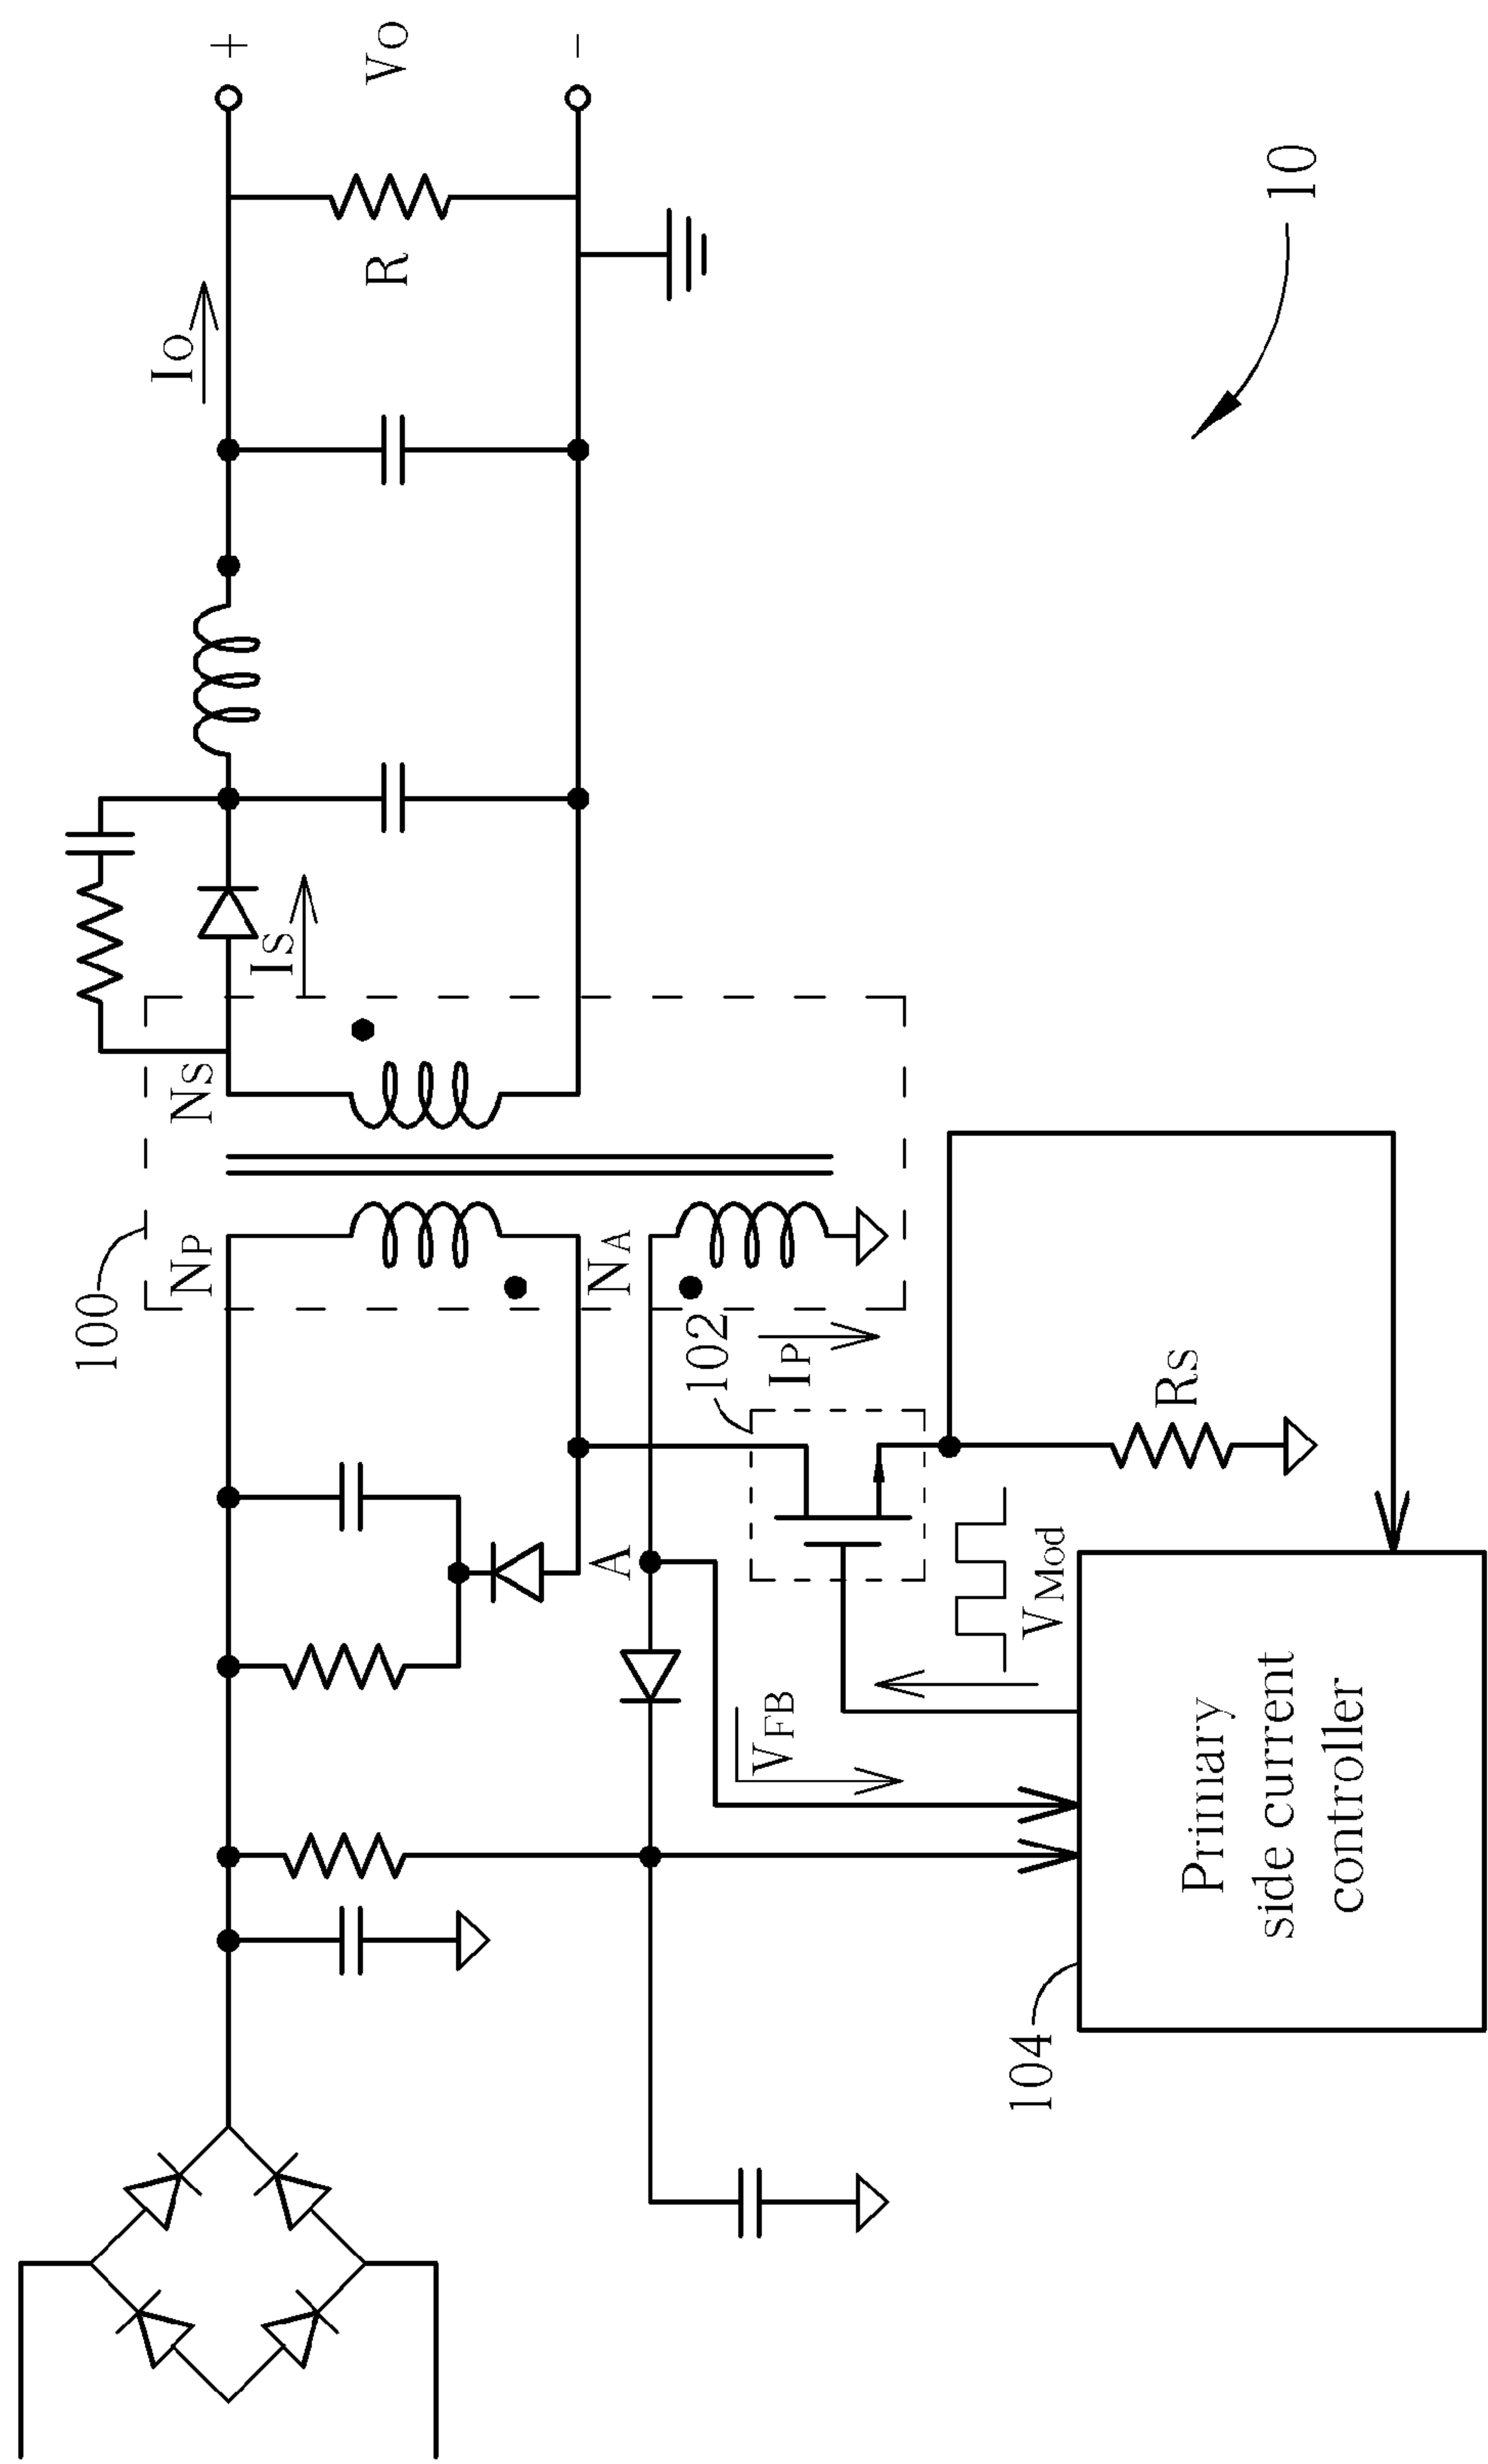 100
NP
NS
IS
IO
R
+
VO
-
NA
A
102
IP
VFB
VMod
RS
104
Primary
side current
controller
10